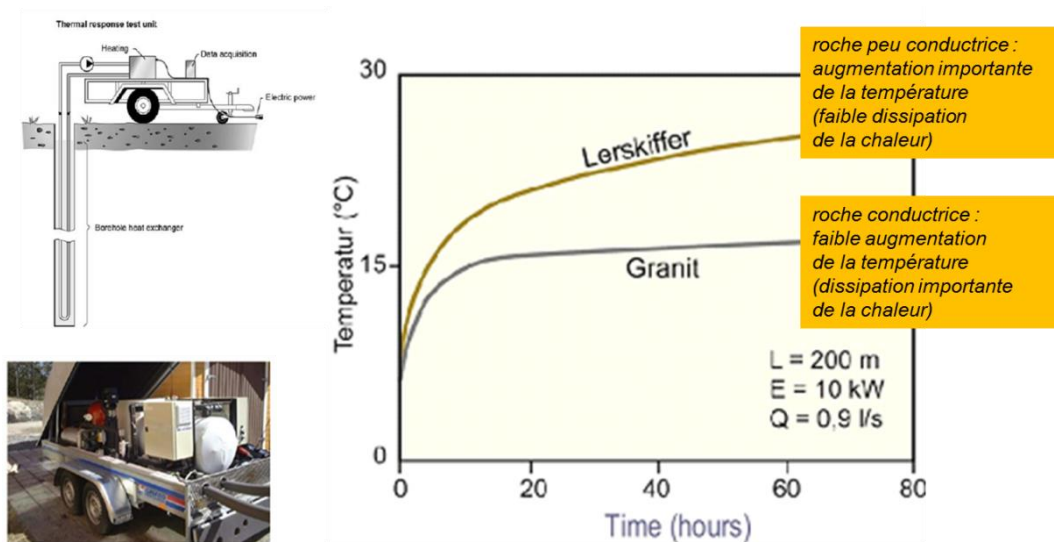 Thermal response test unit
Heating
Data acquisition
Electric power
Borehole heat exchanger
Temperatur (°C)
30
15
0
Lerskiffer
Granit
L = 200 m
E = 10 kW
Q = 0,9 l/s
0 20 40 60 80
Time (hours)
roche peu conductrice :
augmentation importante
de la température
(faible dissipation
de la chaleur)
roche conductrice :
faible augmentation
de la température
(dissipation importante
de la chaleur)